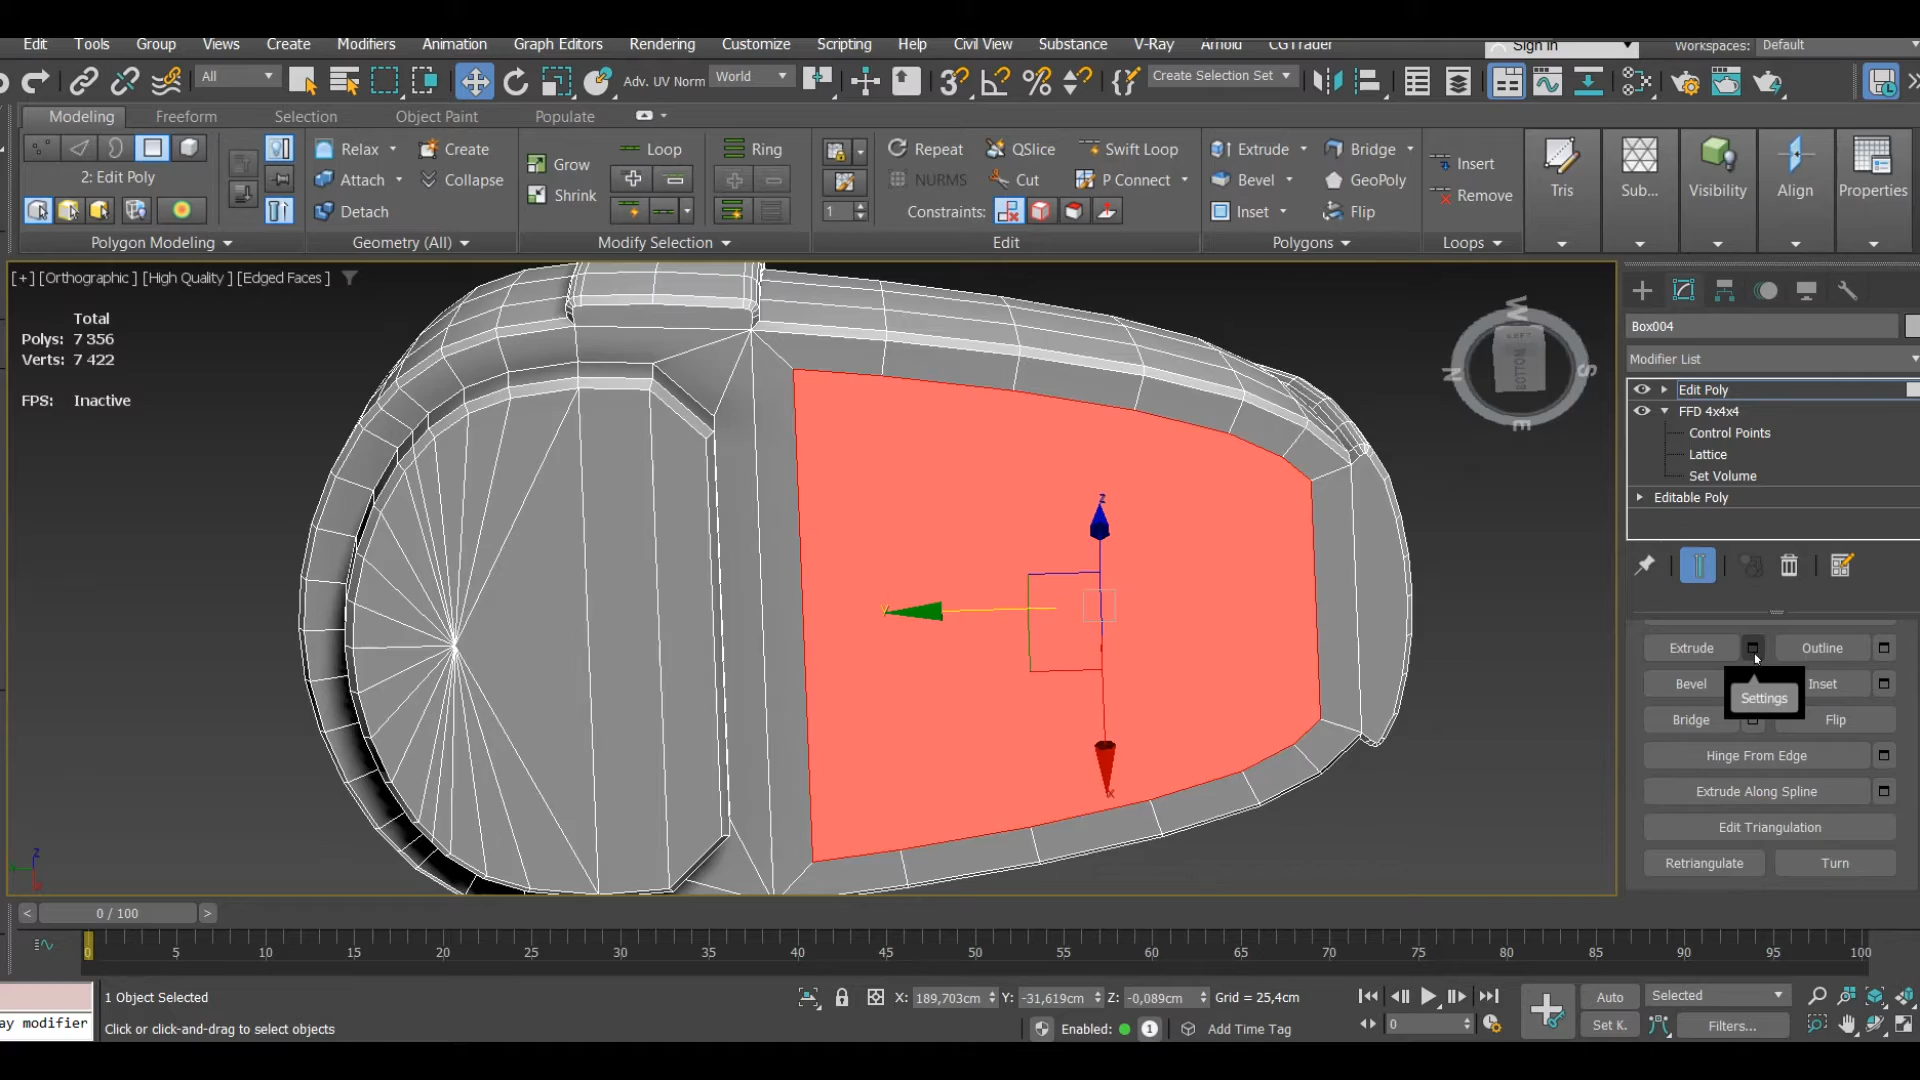 Edit Tools Group Views Create Modifiers Animation Graph Editors Rendering Customize Scripting Help Civil View Substance V-Ray Arnold CGTrader Sign In Workspaces: Default
All Adv. UV Norm World Create Selection Set
Modeling Freeform Selection Object Paint Populate
Relax Create Loop Ring Repeat QSlice Swift Loop Extrude Bridge
Grow Insert
2: Edit Poly Attach Collapse NURMS Cut P Connect Bevel GeoPoly Tris Sub... Visibility Align Properties
Shrink Remove
Detach 1 Constraints: Inset Flip
Polygon Modeling Geometry (All) Modify Selection Edit Polygons Loops
[+] [Orthographic ] [High Quality ] [Edged Faces ]
Total
Polys: 7 356
Verts: 7 422
FPS: Inactive
W
N S
E
LEFT
BOTTOM
z
y
x
z
Box004
Modifier List
Edit Poly
FFD 4x4x4
Control Points
Lattice
Set Volume
Editable Poly
Extrude Outline
Bevel Inset
Settings
Bridge Flip
Hinge From Edge
Extrude Along Spline
Edit Triangulation
Retriangulate Turn
< 0 / 100 >
0 5 10 15 20 25 30 35 40 45 50 55 60 65 70 75 80 85 90 95 100
1 Object Selected X: 189,703cm Y: -31,619cm Z: -0,089cm Grid = 25,4cm Auto Selected
ay modifier Click or click-and-drag to select objects Enabled: 1 Add Time Tag 0 Set K. Filters...